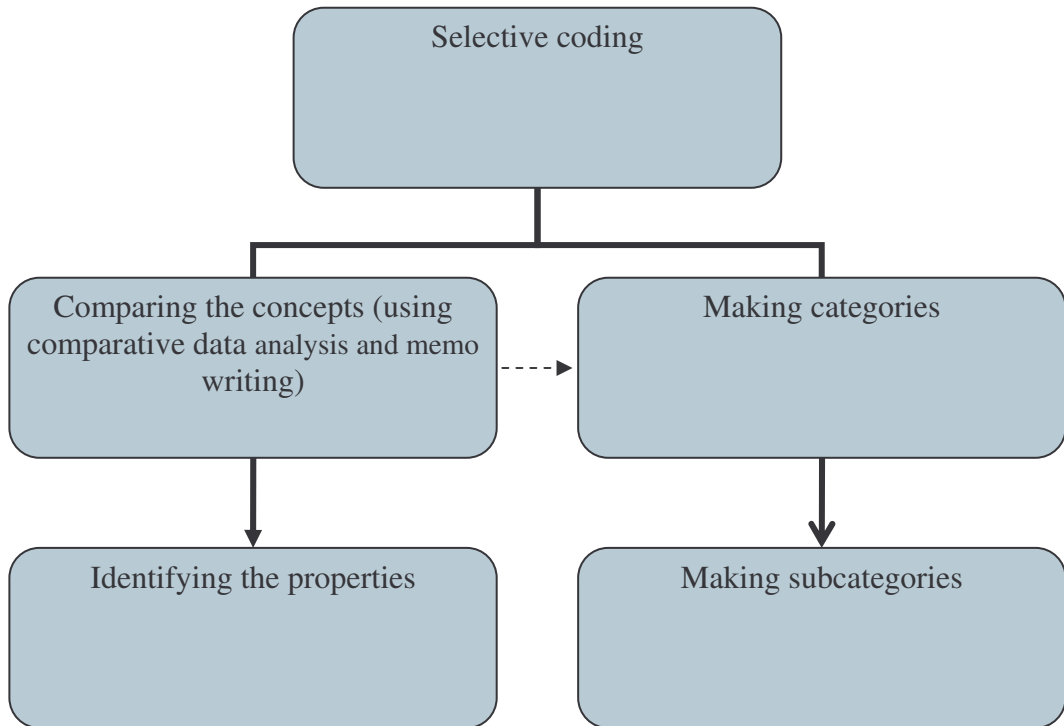 Selective coding
Comparing the concepts (using
comparative data analysis and memo
writing)
Making categories
Identifying the properties
Making subcategories